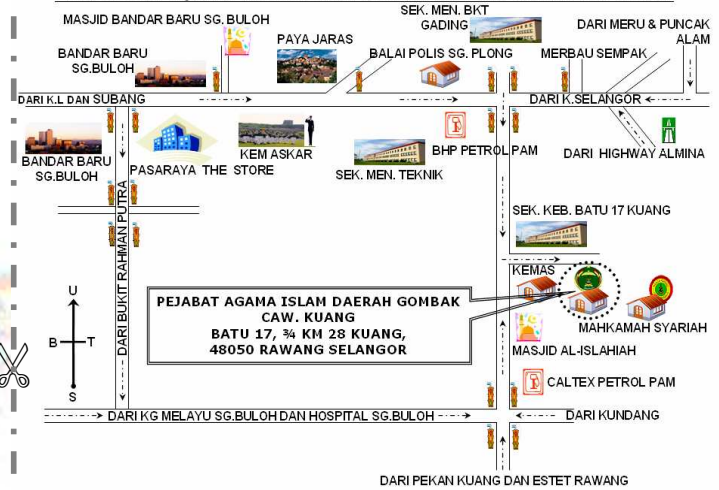 SEK. MEN. BKT
GADING
MASJID BANDAR BARU SG.BULOH
DARI MERU & PUNCAK
ALAM
PAYA JARAS
BANDAR BARU
SG.BULOH
BALAI POLIS SG. PLONG
MERBAU SEMPAK
DARI K.L DAN SUBANG
DARI K.SELANGOR
BANDAR BARU
SG.BULOH
PASARAYA THE STORE
KEM ASKAR
SEK. MEN. TEKNIK
BHP PETROL PAM
DARI HIGHWAY ALMINA
DARI BUKIT RAHMAN PUTRA
SEK. KEB. BATU 17 KUANG
KEMAS
U
B
T
S
PEJABAT AGAMA ISLAM DAERAH GOMBAK
CAW. KUANG
BATU 17, ¾ KM 28 KUANG,
48050 RAWANG SELANGOR
MAHKAMAH SYARIAH
MASJID AL-ISLAHIAH
CALTEX PETROL PAM
DARI KG MELAYU SG.BULOH DAN HOSPITAL SG.BULOH
DARI KUNDANG
DARI PEKAN KUANG DAN ESTET RAWANG